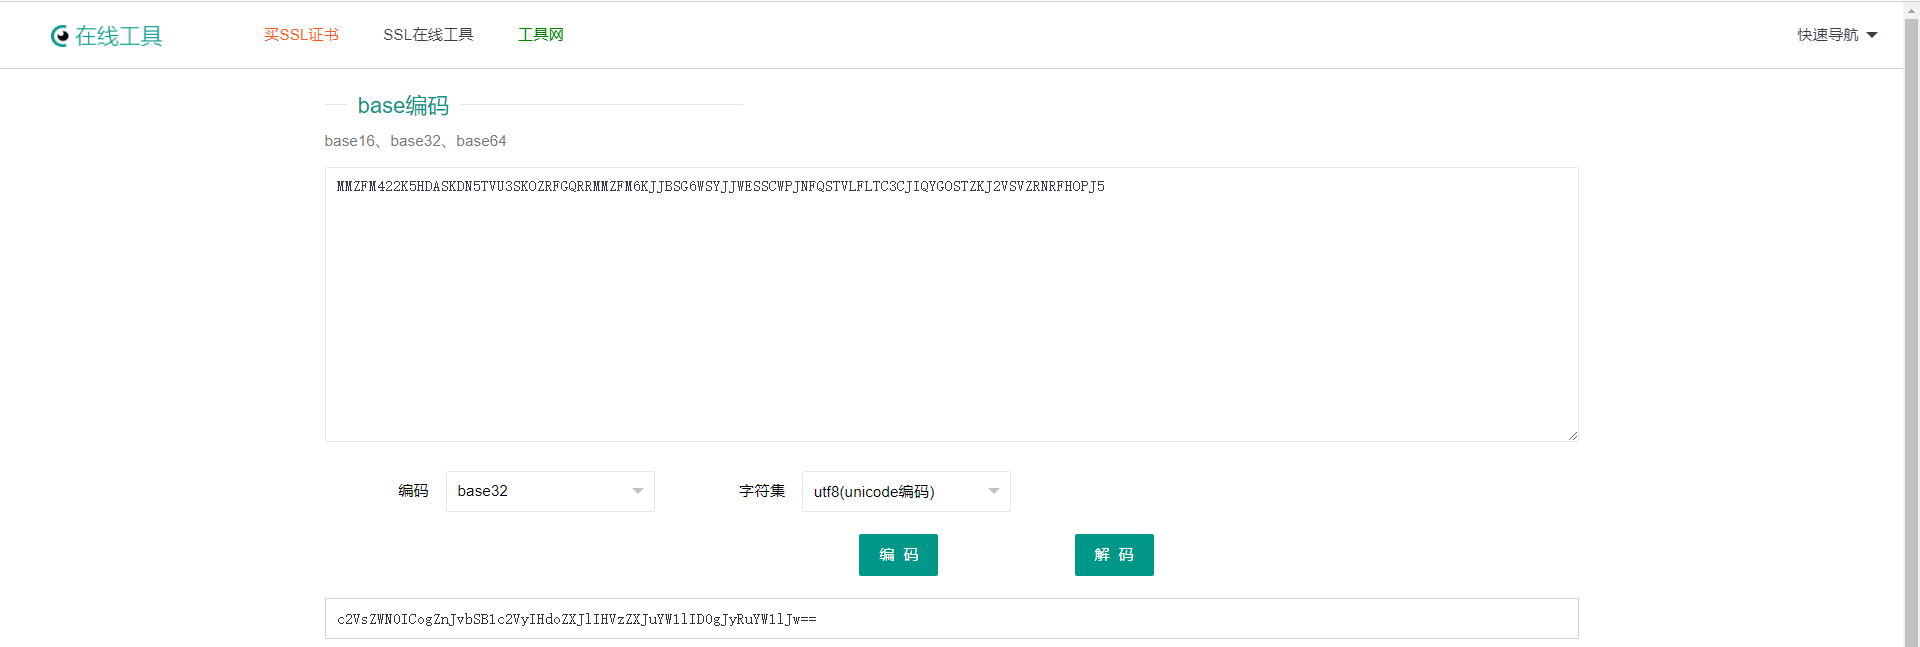 在线工具
买SSL证书 SSL在线工具 工具网 快速导航
base编码
base16、base32、base64
MMZFM422K5HDASKDN5TVU3SKOZRFGQRRMMZFM6KJJBSG6WSYJJWESSCWPJNFQSTVLFLTC3CJIQYGOSTZKJ2VSVZRNRFHOPJ5
编码 base32 字符集 utf8(unicode编码)
编 码 解 码
c2VsZWN0ICogZnJvbSB1c2VyIHdoZXJlIHVzZXJuYW1lID0gJyRuYW1lJw==